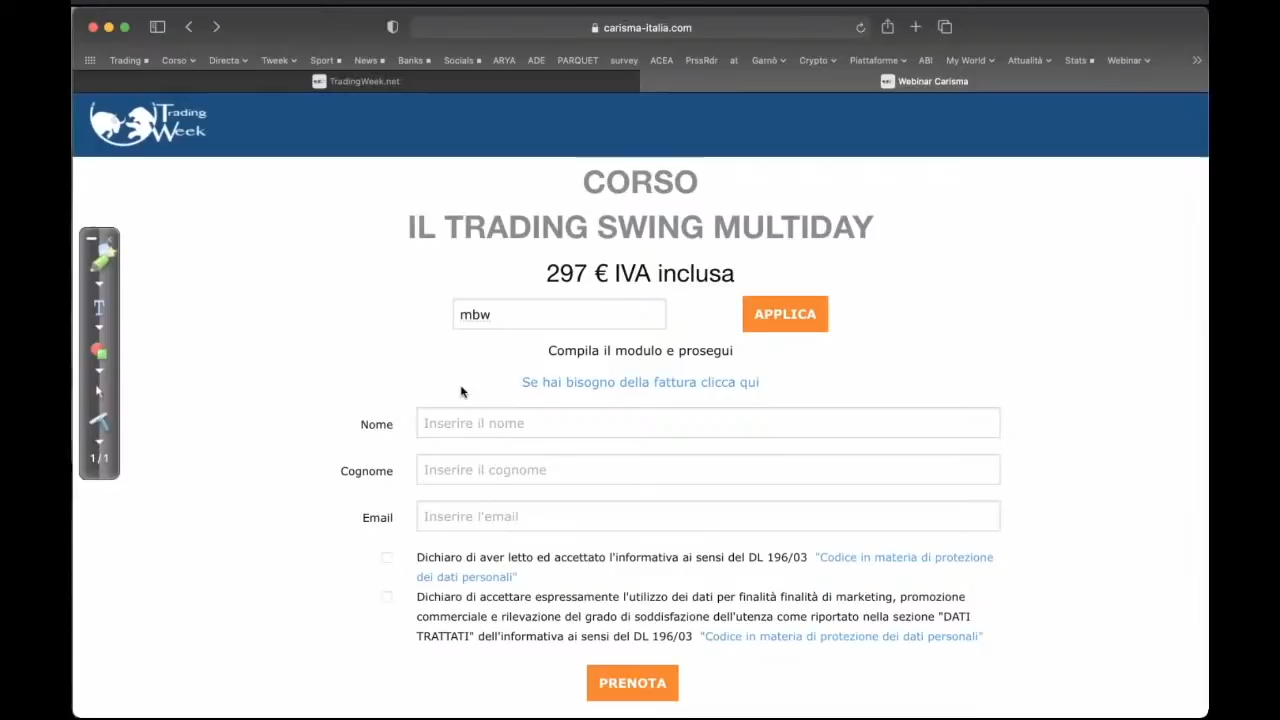 carisma-italia.com
Trading Corso Directa Tweek Sport News Banks Socials ARYA ADE PARQUET survey ACEA PrssRdr at Garnò Crypto Piattaforme ABI My World Attualità Stats Webinar
TradingWeek.net Webinar Carisma
Trading
Week
CORSO
IL TRADING SWING MULTIDAY
297 € IVA inclusa
mbw APPLICA
Compila il modulo e prosegui
Se hai bisogno della fattura clicca qui
Nome Inserire il nome
Cognome Inserire il cognome
Email Inserire l'email
Dichiaro di aver letto ed accettato l'informativa ai sensi del DL 196/03 "Codice in materia di protezione
dei dati personali"
Dichiaro di accettare espressamente l'utilizzo dei dati per finalità finalità di marketing, promozione
commerciale e rilevazione del grado di soddisfazione dell'utenza come riportato nella sezione "DATI
TRATTATI" dell'informativa ai sensi del DL 196/03 "Codice in materia di protezione dei dati personali"
PRENOTA
T
1/1